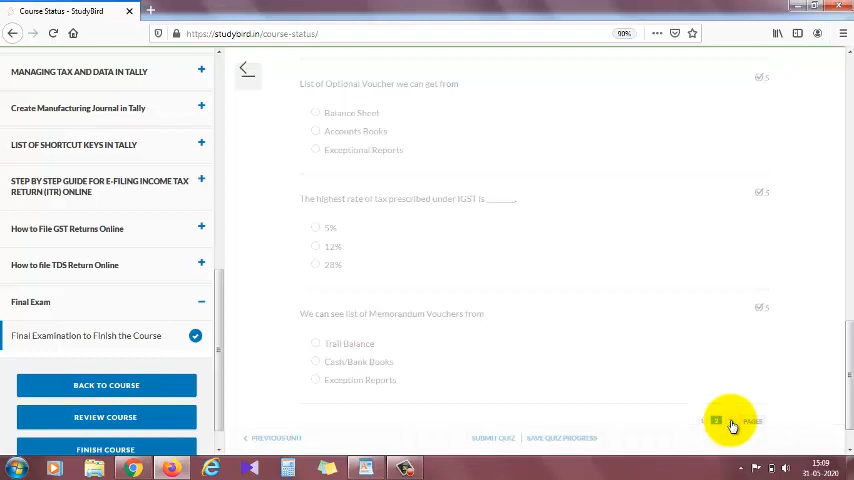 Course Status - StudyBird
https://studybird.in/course-status/
90%
MANAGING TAX AND DATA IN TALLY
Create Manufacturing Journal in Tally
LIST OF SHORTCUT KEYS IN TALLY
STEP BY STEP GUIDE FOR E-FILING INCOME TAX
RETURN (ITR) ONLINE
How to File GST Returns Online
How to file TDS Return Online
Final Exam
Final Examination to Finish the Course
BACK TO COURSE
REVIEW COURSE
FINISH COURSE
List of Optional Voucher we can get from
5
Balance Sheet
Accounts Books
Exceptional Reports
The highest rate of tax prescribed under IGST is _______.
5
5%
12%
28%
We can see list of Memorandum Vouchers from
5
Trail Balance
Cash/Bank Books
Exception Reports
2
PAGES
PREVIOUS UNIT
SUBMIT QUIZ
SAVE QUIZ PROGRESS
15:09
31-05-2020